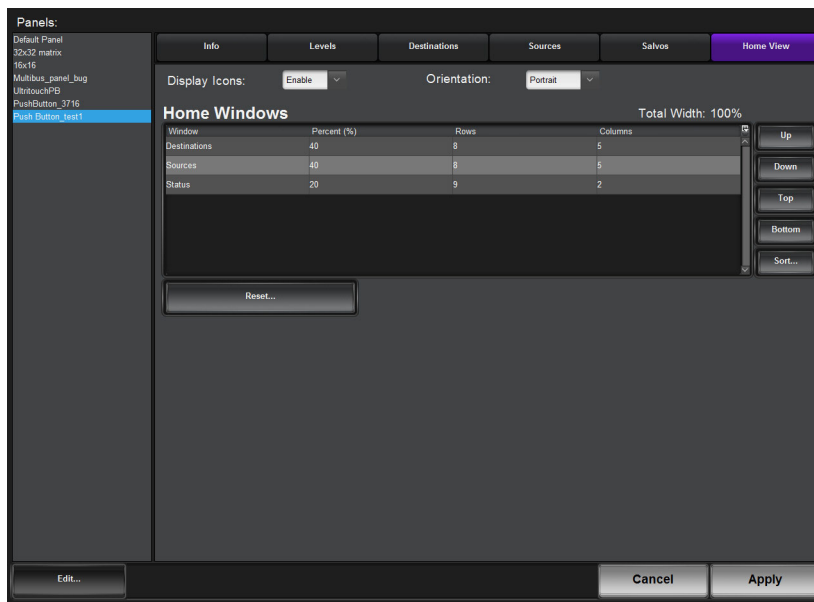 Panels:
Default Panel
32x32 matrix
16x16
Multibus_panel_bug
UltritouchPB
PushButton_3716
Push Button_test1
Info Levels Destinations Sources Salvos Home View
Display Icons: Enable Orientation: Portrait
Home Windows Total Width: 100%
Window Percent (%) Rows Columns
Destinations 40 8 5
Sources 40 8 5
Status 20 9 2
Up
Down
Top
Bottom
Sort...
Reset...
Edit... Cancel Apply